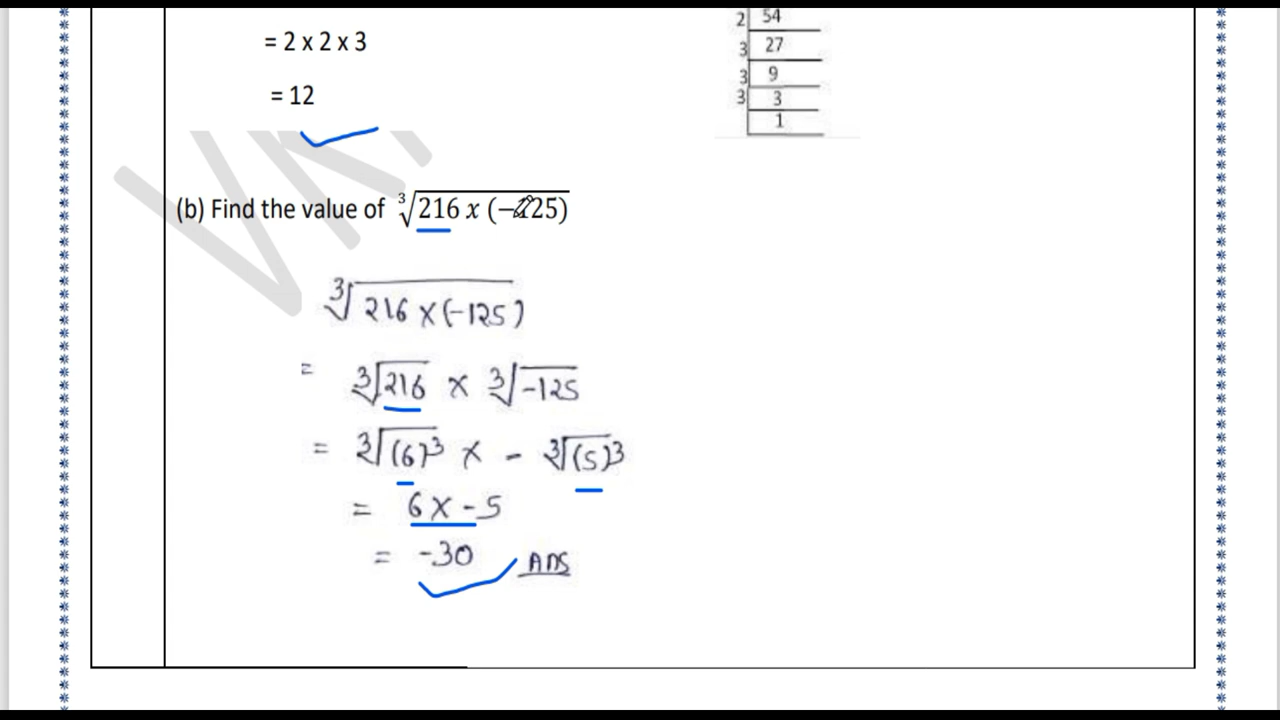 = 2 x 2 x 3
= 12
2 54
3 27
3 9
3 3
1
(b) Find the value of ∛216 x (−125)
∛216 x (-125)
= ∛216 x ∛-125
= ∛(6)³ x - ∛(5)³
= 6 x - 5
= -30 Ans